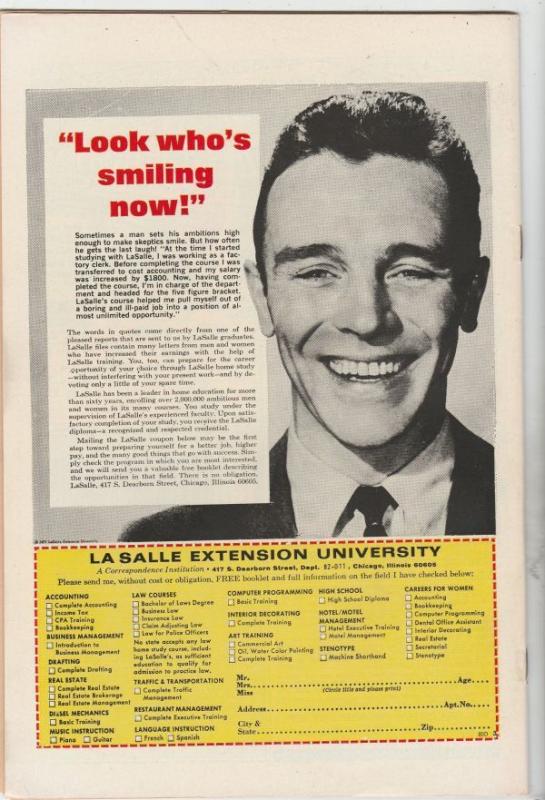 “Look who’s
smiling
now!”
Sometimes a man sets his ambitions high
enough to make skeptics smile. But how often
he gets the last laugh! “At the time I started
studying with LaSalle, I was working as a fac-
tory clerk. Before completing the course I was
transferred to cost accounting and my salary
was increased by $1800. Now, having com-
pleted the course, I’m in charge of the depart-
ment and headed for the five figure bracket.
LaSalle’s course helped me pull myself out of
a boring and ill-paid job into a position of al-
most unlimited opportunity.”
The words in quotes come directly from one of the
pleased reports that are sent to us by LaSalle graduates.
LaSalle files contain many letters from men and women
who have increased their earnings with the help of
LaSalle training. You, too, can prepare for the career
opportunity of your choice through LaSalle home study
—without interfering with your present work—and by de-
voting only a little of your spare time.
LaSalle has been a leader in home education for more
than sixty years, enrolling over 2,000,000 ambitious men
and women in its many courses. You study under the
supervision of LaSalle’s experienced faculty. Upon satis-
factory completion of your study, you receive the LaSalle
diploma—a recognized and respected credential.
Mailing the LaSalle coupon below may be the first
step toward preparing yourself for a better job, higher
pay, and the many good things that go with success. Sim-
ply check the program in which you are most interested,
and we will send you a valuable free booklet describing
the opportunities in that field. There is no obligation.
LaSalle, 417 S. Dearborn Street, Chicago, Illinois 60605.
LaSalle Extension University
LA SALLE EXTENSION UNIVERSITY
A Correspondence Institution • 417 S. Dearborn Street, Dept. 82-011, Chicago, Illinois 60605
Please send me, without cost or obligation, FREE booklet and full information on the field I have checked below:
ACCOUNTING
Complete Accounting
Income Tax
CPA Training
Bookkeeping
BUSINESS MANAGEMENT
Introduction to
Business Management
DRAFTING
Complete Drafting
REAL ESTATE
Complete Real Estate
Real Estate Brokerage
Real Estate Management
DIESEL MECHANICS
Basic Training
MUSIC INSTRUCTION
Piano Guitar
LAW COURSES
Bachelor of Laws Degree
Business Law
Insurance Law
Claim Adjusting Law
Law for Police Officers
No state accepts any law
home study course, includ-
ing LaSalle’s, as sufficient
education to qualify for
admission to practice law.
TRAFFIC & TRANSPORTATION
Complete Traffic
Management
RESTAURANT MANAGEMENT
Complete Executive Training
LANGUAGE INSTRUCTION
French Spanish
COMPUTER PROGRAMMING
Basic Training
INTERIOR DECORATING
Complete Training
ART TRAINING
Commercial Art
Oil, Water Color Painting
Complete Training
HIGH SCHOOL
High School Diploma
HOTEL/MOTEL
MANAGEMENT
Hotel Executive Training
Motel Management
STENOTYPE
Machine Shorthand
CAREERS FOR WOMEN
Accounting
Bookkeeping
Computer Programming
Dental Office Assistant
Interior Decorating
Real Estate
Secretarial
Stenotype
Mr.
Mrs.
Miss
(Circle title and please print)
Age
Address
Apt.No.
City &
State
Zip